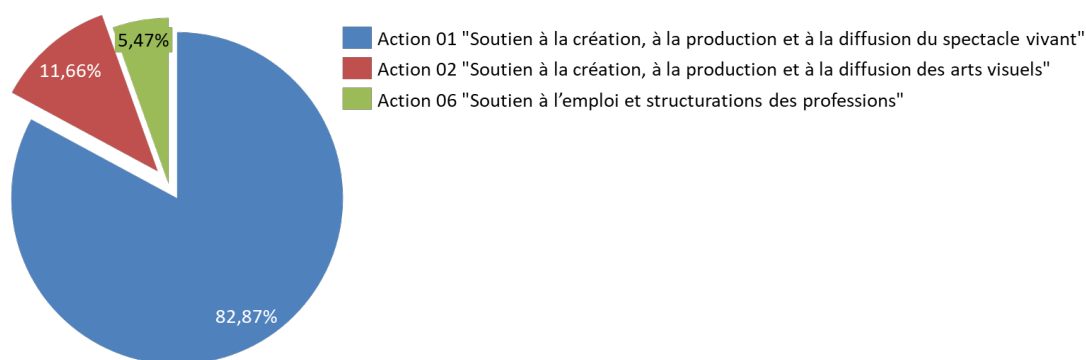 5,47%
11,66%
82,87%
Action 01 "Soutien à la création, à la production et à la diffusion du spectacle vivant"
Action 02 "Soutien à la création, à la production et à la diffusion des arts visuels"
Action 06 "Soutien à l’emploi et structurations des professions"